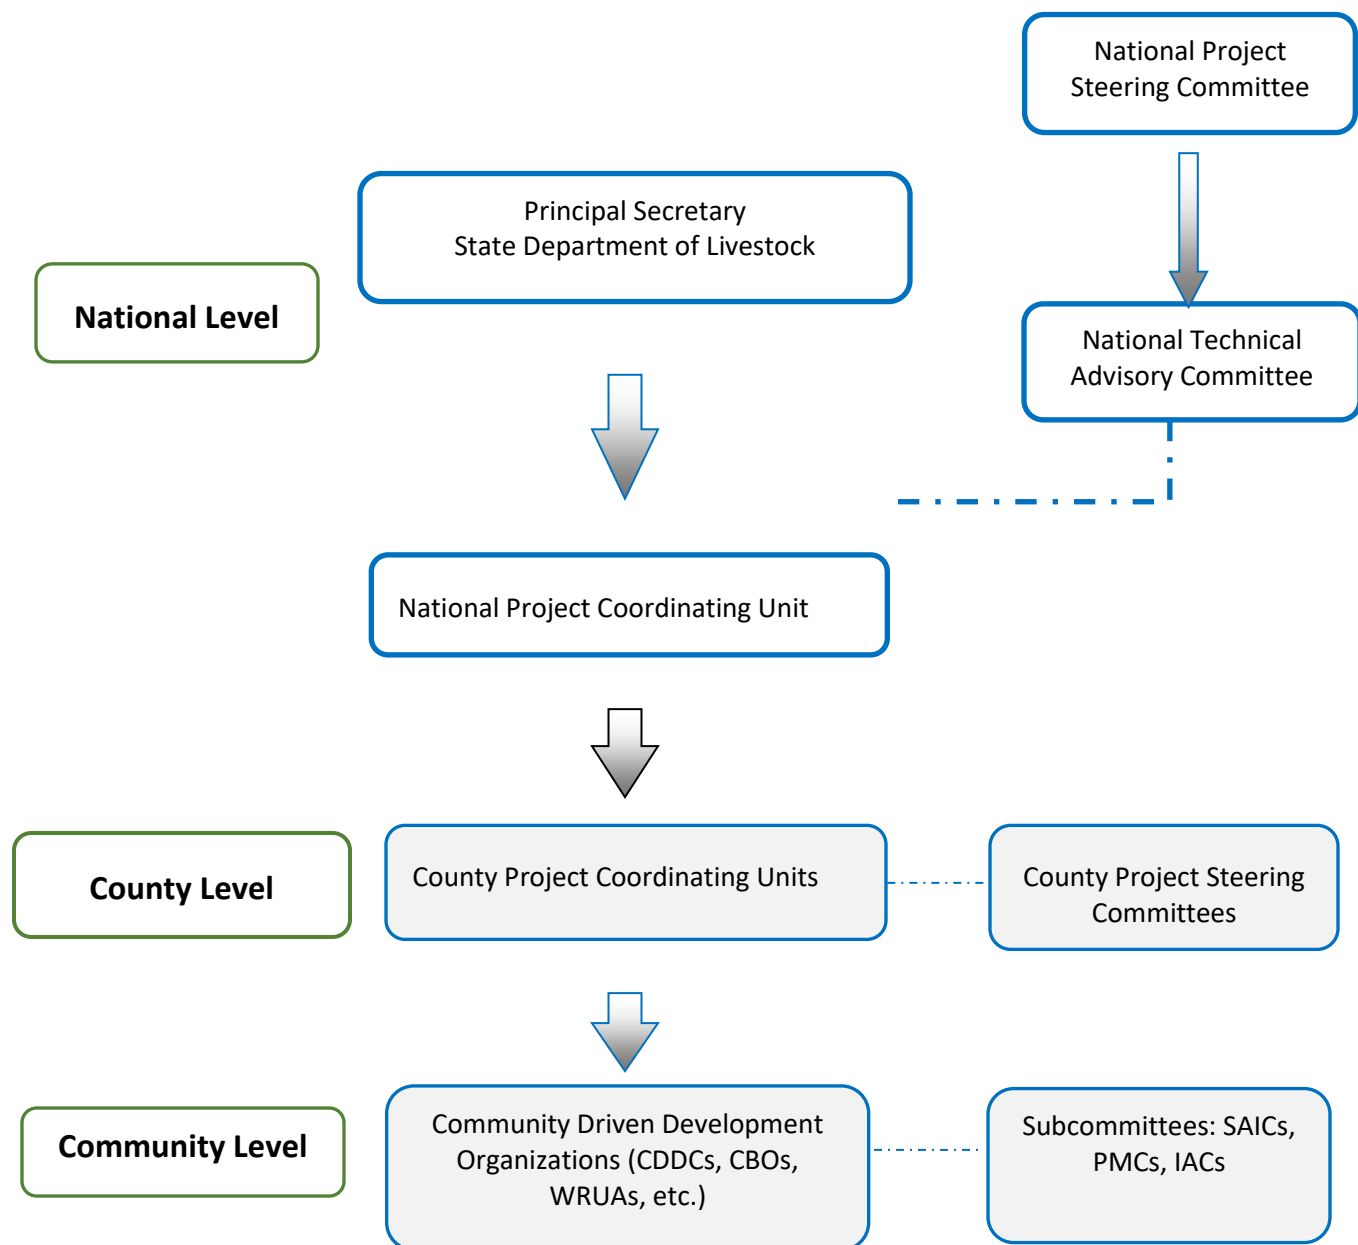 National Project
Steering Committee
Principal Secretary
State Department of Livestock
National Level
National Technical
Advisory Committee
National Project Coordinating Unit
County Level
County Project Coordinating Units
County Project Steering
Committees
Community Level
Community Driven Development
Organizations (CDDCs, CBOs,
WRUAs, etc.)
Subcommittees: SAICs,
PMCs, IACs